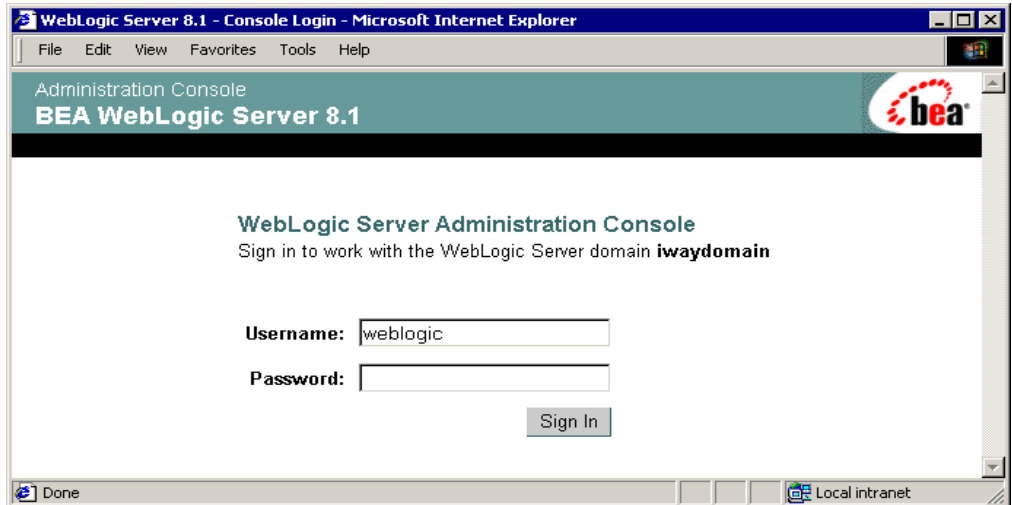 WebLogic Server 8.1 - Console Login - Microsoft Internet Explorer
File Edit View Favorites Tools Help
Administration Console
BEA WebLogic Server 8.1
bea
WebLogic Server Administration Console
Sign in to work with the WebLogic Server domain iwaydomain
Username: weblogic
Password:
Sign In
Done Local intranet